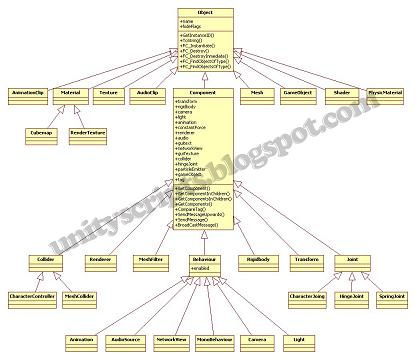 Object
+name
+hideFlags
+GetInstanceID()
+ToString()
+FC_Instantiate()
+FC_Destroy()
+FC_DestroyImmediate()
+FC_FindObjectOfType()
+FC_FindObjectsOfType()
AnimationClip
Material
Texture
AudioClip
Mesh
GameObject
Shader
PhysicMaterial
Cubemap
RenderTexture
Component
+transform
+rigidbody
+camera
+light
+animation
+constantForce
+renderer
+audio
+guitext
+networkView
+guiTexture
+collider
+hingeJoint
+particleEmitter
+gameObject
+tag
+GetComponent()
+GetComponentInChildren()
+GetComponentsInChildren()
+GetComponents()
+CompareTag()
+SendMessageUpwards()
+SendMessage()
+BroadCastMessage()
unityscripts.blogspot.com
Collider
Renderer
MeshFilter
Behaviour
+enabled
Rigidbody
Transform
Joint
CharacterController
MeshCollider
CharacterJoing
HingeJoint
SpringJoint
Animation
AudioSource
NetworkView
MonoBehaviour
Camera
Light